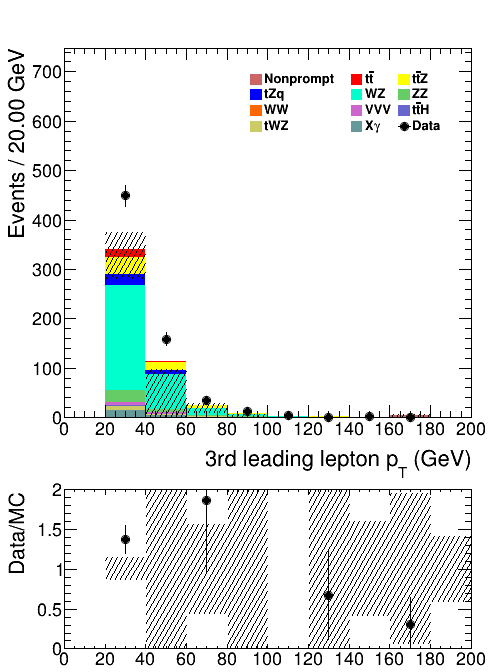 Events / 20.00 GeV
700
600
500
400
300
200
100
0
Nonprompt tt̄ tt̄Z
tZq WZ ZZ
WW VVV tt̄H
tWZ Xγ Data
0 20 40 60 80 100 120 140 160 180 200
3rd leading lepton p_T (GeV)
Data/MC
2
1.5
1
0.5
0
0 20 40 60 80 100 120 140 160 180 200